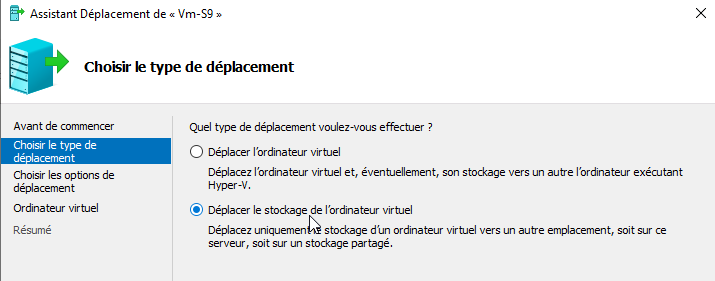 Assistant Déplacement de « Vm-S9 »
Choisir le type de déplacement
Avant de commencer
Choisir le type de
déplacement
Choisir les options de
déplacement
Ordinateur virtuel
Résumé
Quel type de déplacement voulez-vous effectuer ?
Déplacer l'ordinateur virtuel
Déplacez l'ordinateur virtuel et, éventuellement, son stockage vers un autre l'ordinateur exécutant
Hyper-V.
Déplacer le stockage de l'ordinateur virtuel
Déplacez uniquement le stockage d'un ordinateur virtuel vers un autre emplacement, soit sur ce
serveur, soit sur un stockage partagé.